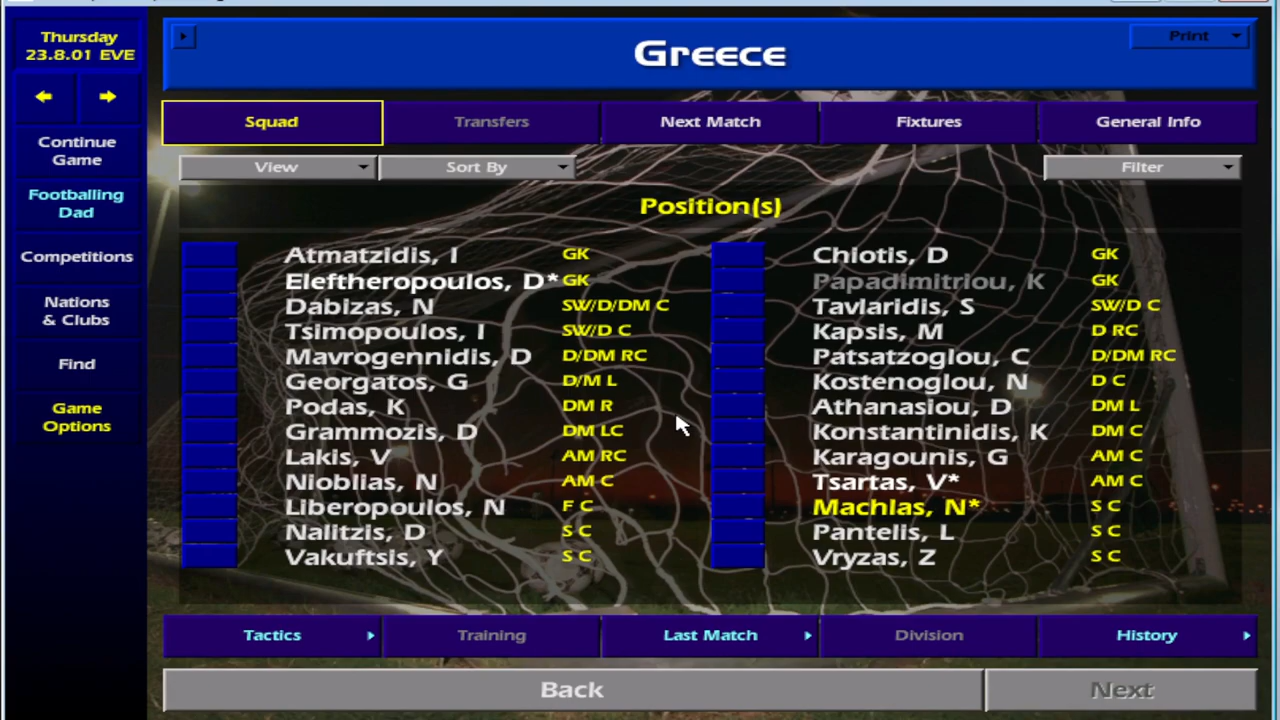 Thursday
23.8.01 EVE
Greece
Print
Squad
Transfers
Next Match
Fixtures
General Info
Continue
Game
Footballing
Dad
Competitions
Nations
& Clubs
Find
Game
Options
View
Sort By
Filter
Position(s)
Atmatzidis, I GK
Chiotis, D GK
Eleftheropoulos, D* GK
Papadimitriou, K GK
Dabizas, N SW/D/DM C
Tavlaridis, S SW/D C
Tsimopoulos, I SW/D C
Kapsis, M D RC
Mavrogennidis, D D/DM RC
Patsatzoglou, C D/DM RC
Georgatos, G D/M L
Kostenoglou, N D C
Podas, K DM R
Athanasiou, D DM L
Grammozis, D DM LC
Konstantinidis, K DM C
Lakis, V AM RC
Karagounis, G AM C
Nioblias, N AM C
Tsartas, V* AM C
Liberopoulos, N F C
Machlas, N* S C
Nalitzis, D S C
Pantelis, L S C
Vakuftsis, Y S C
Vryzas, Z S C
Tactics
Training
Last Match
Division
History
Back
Next